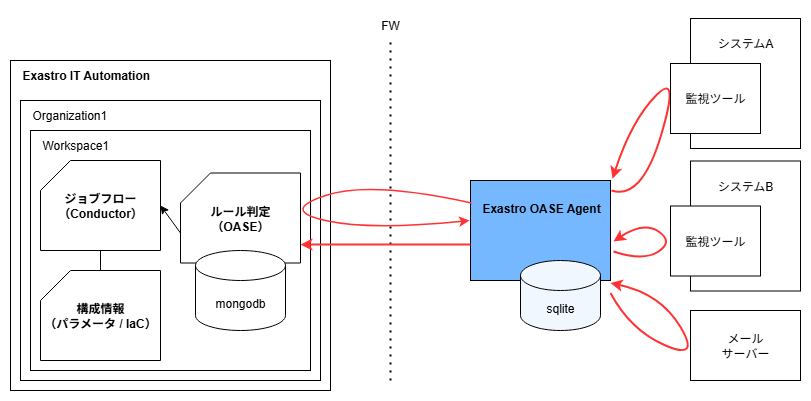 FW
システムA
監視ツール
Exastro IT Automation
Organization1
Workspace1
ジョブフロー
（Conductor）
ルール判定
（OASE）
mongodb
構成情報
（パラメータ / IaC）
Exastro OASE Agent
sqlite
システムB
監視ツール
メール
サーバー